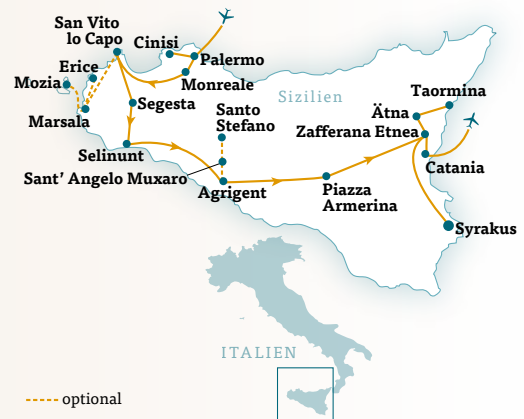 San Vito
lo Capo
Cinisi
Palermo
Erice
Mozia
Monreale
Sizilien
Taormina
Segesta
Santo
Stefano
Ätna
Marsala
Zafferana Etnea
Selinunt
Catania
Sant' Angelo Muxaro
Agrigent
Piazza
Armerina
Syrakus
ITALIEN
optional